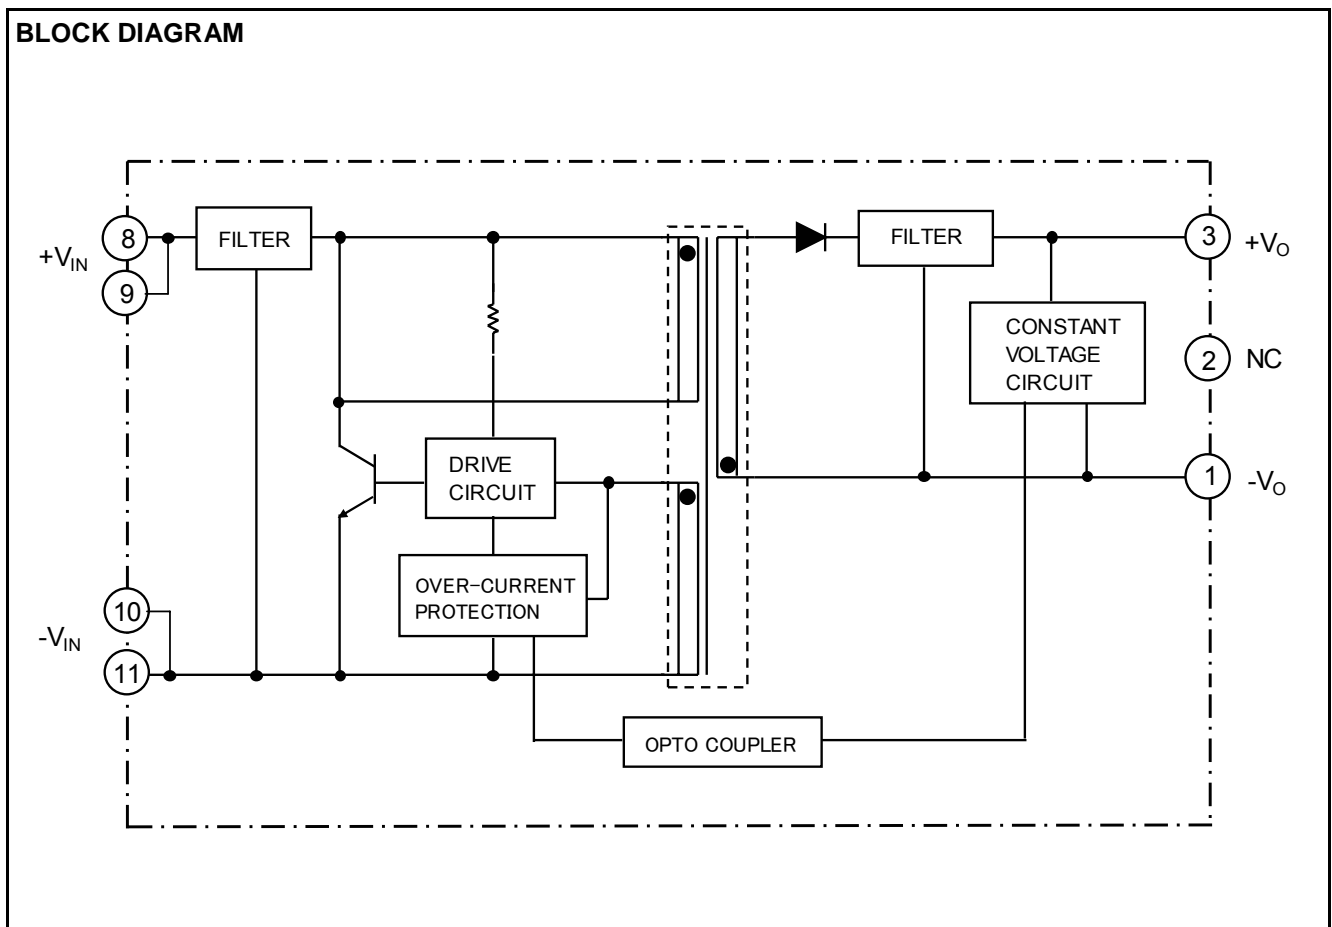 BLOCK DIAGRAM
8
FILTER
FILTER
3
+VO
+VIN
9
CONSTANT
VOLTAGE
CIRCUIT
2
NC
DRIVE
CIRCUIT
1
-VO
OVER-CURRENT
PROTECTION
10
-VIN
11
OPTO COUPLER